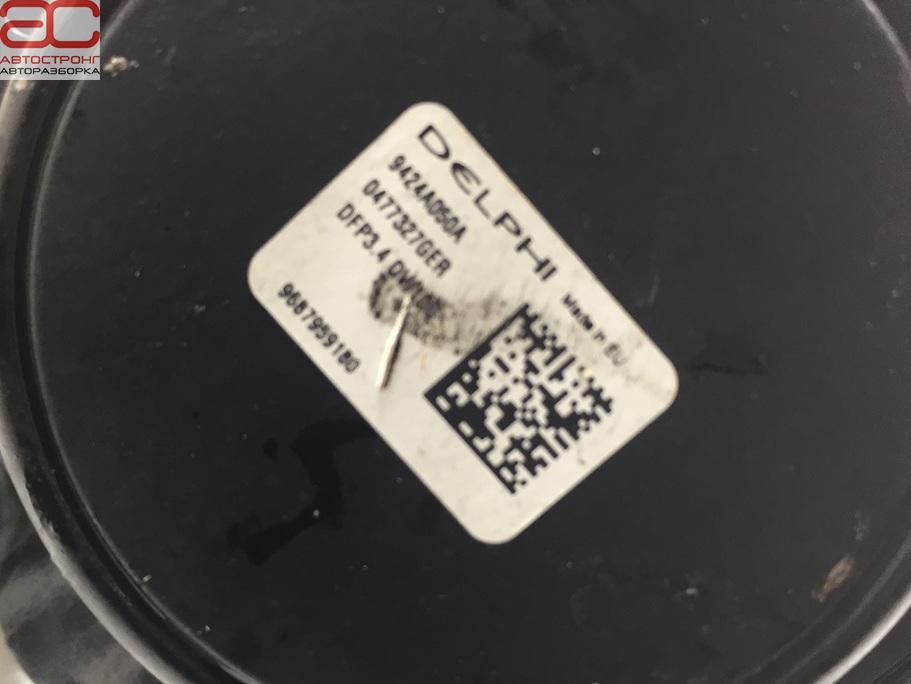 АС
АВТОСТРОНГ
АВТОРАЗБОРКА
DELPHI
9424A050A
Made in EU
0477327GER
DFP3.4
9687959180